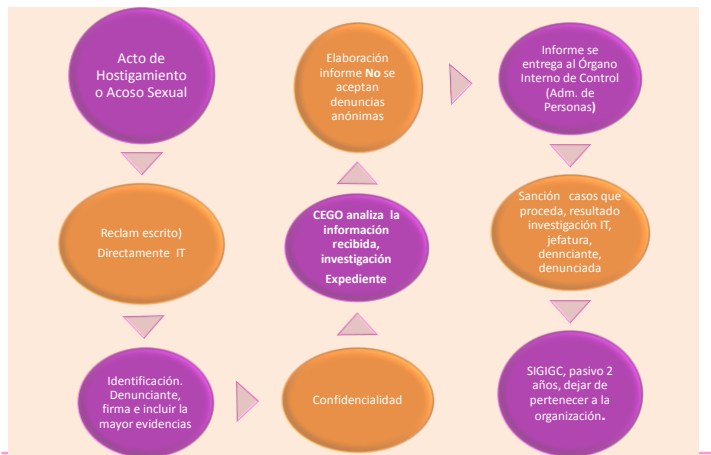 Acto de
Hostigamiento
o Acoso Sexual
Reclam escrito)
Directamente IT
Identificación.
Denunciante,
firma e incluir la
mayor evidencias
Confidencialidad
CEGO analiza la
información
recibida,
investigación
Expediente
Elaboración
informe No se
aceptan
denuncias
anónimas
Informe se
entrega al Órgano
Interno de Control
(Adm. de
Personas)
Sanción casos que
proceda, resultado
investigación IT,
jefatura,
dennciante,
denunciada
SIGIGC, pasivo 2
años, dejar de
pertenecer a la
organización.